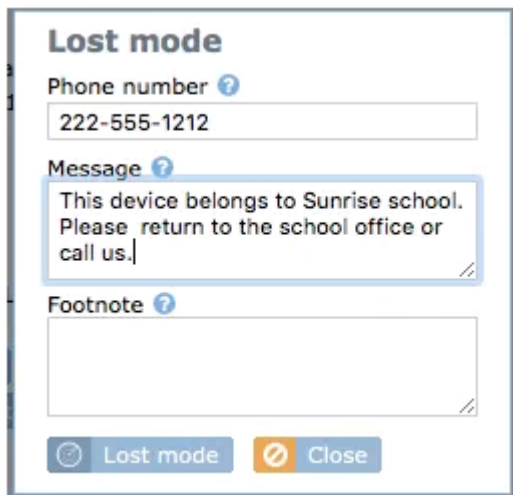 Lost mode
Phone number ?
222-555-1212
Message ?
This device belongs to Sunrise school.
Please  return to the school office or
call us.
Footnote ?
Lost mode Close